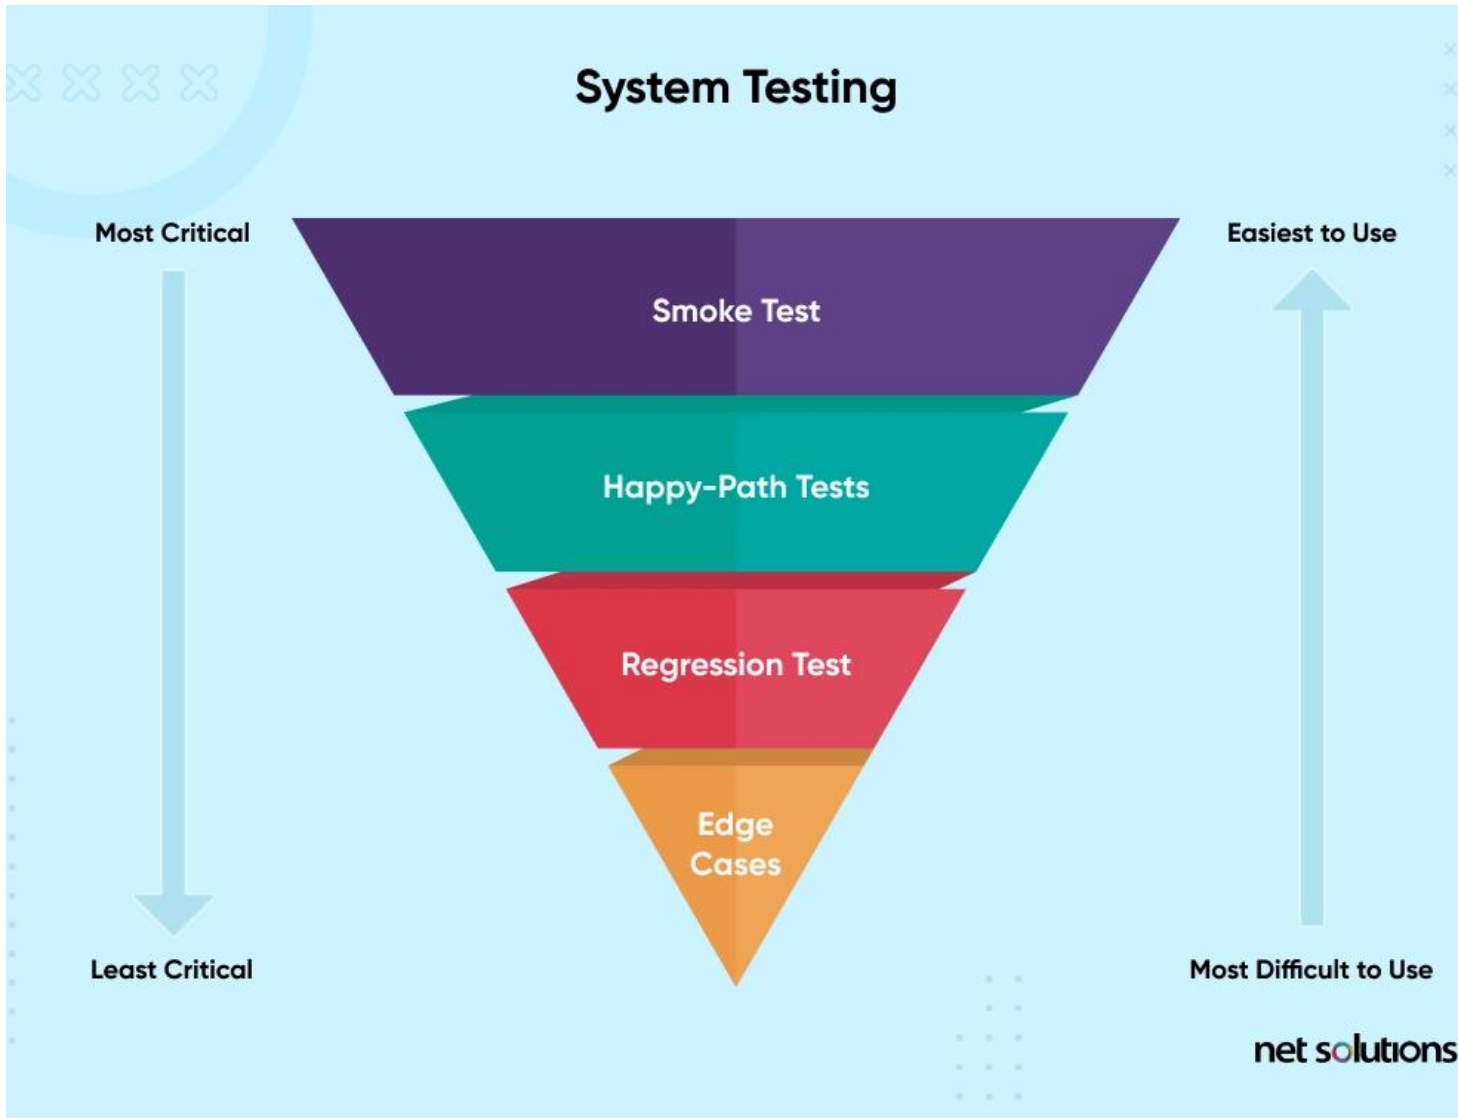 System Testing
Most Critical
Easiest to Use
Smoke Test
Happy-Path Tests
Regression Test
Edge
Cases
Least Critical
Most Difficult to Use
net solutions